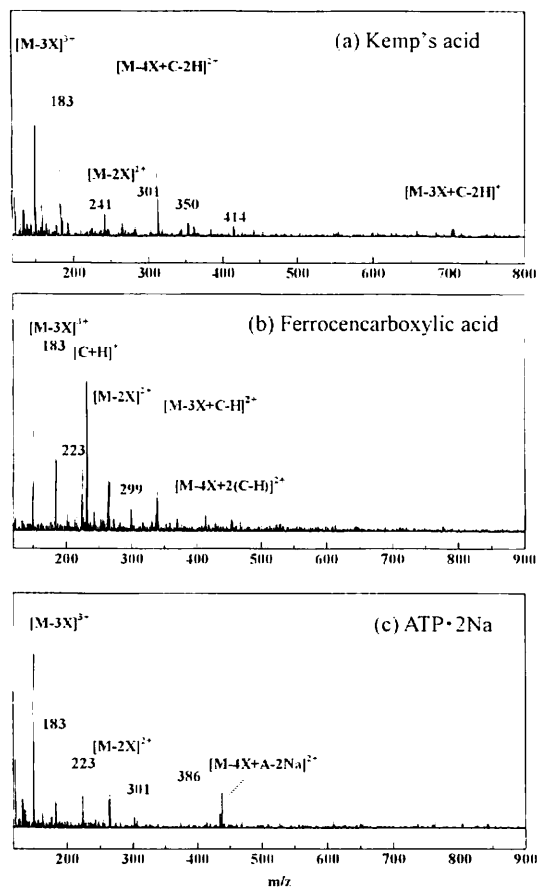 (a) Kemp's acid
[M-3X]³⁺
[M-4X+C-2H]²⁺
183
[M-2X]²⁺
301
241
350
414
[M-3X+C-2H]⁺
200 300 400 500 600 700 800
(b) Ferrocencarboxylic acid
[M-3X]³⁺
183 [C+H]⁺
[M-2X]²⁺
[M-3X+C-H]²⁺
223
299
[M-4X+2(C-H)]²⁺
200 300 400 500 600 700 800 900
(c) ATP·2Na
[M-3X]³⁺
183
[M-2X]²⁺
223
301
386
[M-4X+A-2Na]²⁺
200 300 400 500 600 700 800 900
m/z